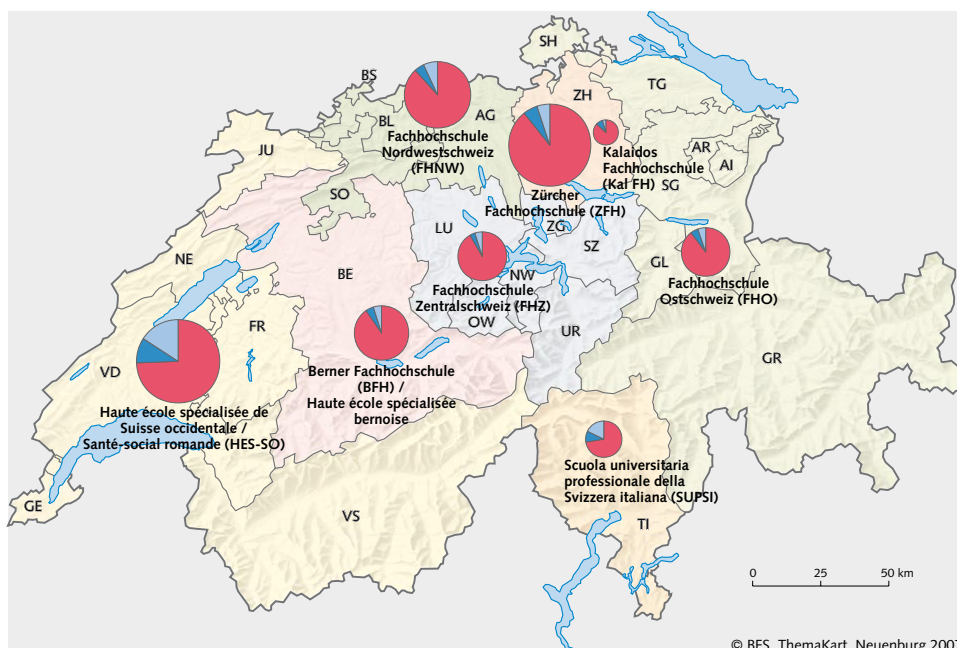 SH
BS
TG
ZH
BL
AG
Fachhochschule
Nordwestschweiz
(FHNW)
JU
AR
AI
Kalaidos
Fachhochschule
(Kal FH)
SG
SO
Zürcher
Fachhochschule (ZFH)
ZG
LU
SZ
NE
BE
NW
GL
Fachhochschule
Ostschweiz (FHO)
Fachhochschule
Zentralschweiz (FHZ)
OW
FR
UR
GR
VD
Berner Fachhochschule
(BFH) /
Haute école spécialisée
bernoise
Haute école spécialisée de
Suisse occidentale /
Santé-social romande (HES-SO)
Scuola universitaria
professionale della
Svizzera italiana (SUPSI)
GE
VS
TI
0 25 50 km
© BFS, ThemaKart, Neuenburg 2007